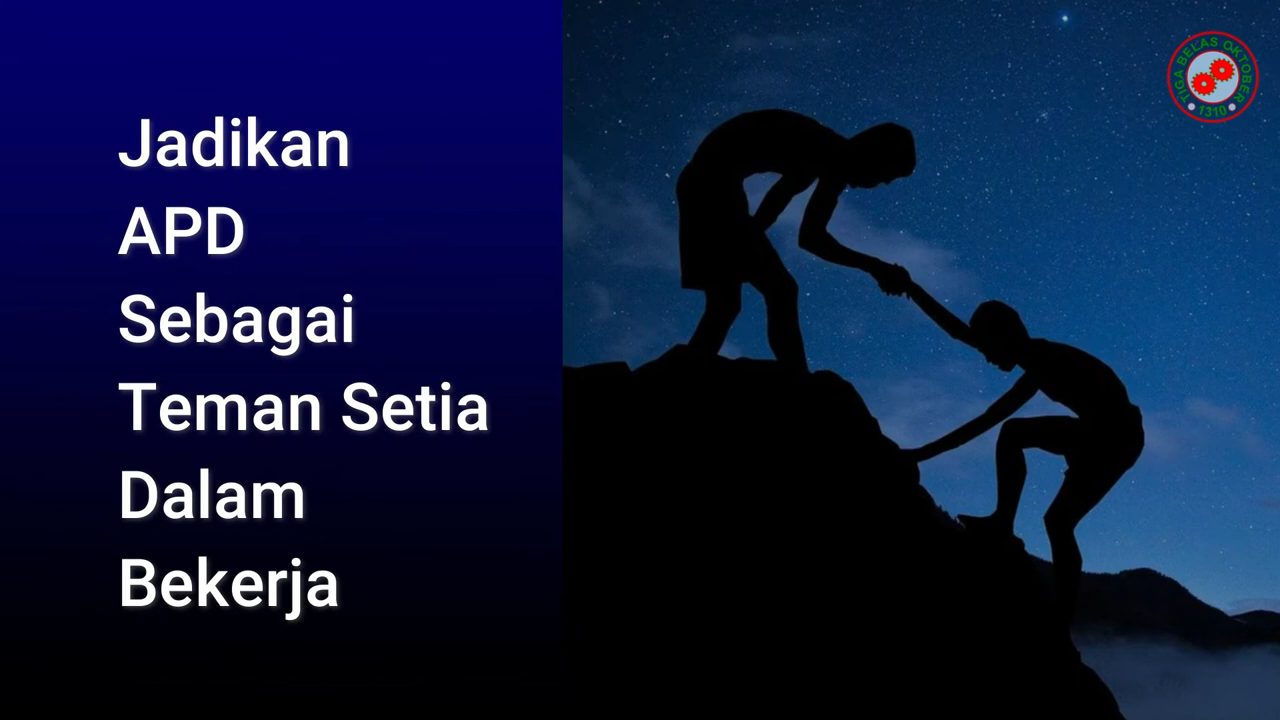 Jadikan
APD
Sebagai
Teman Setia
Dalam
Bekerja
TIGA BELAS OKTOBER
1310